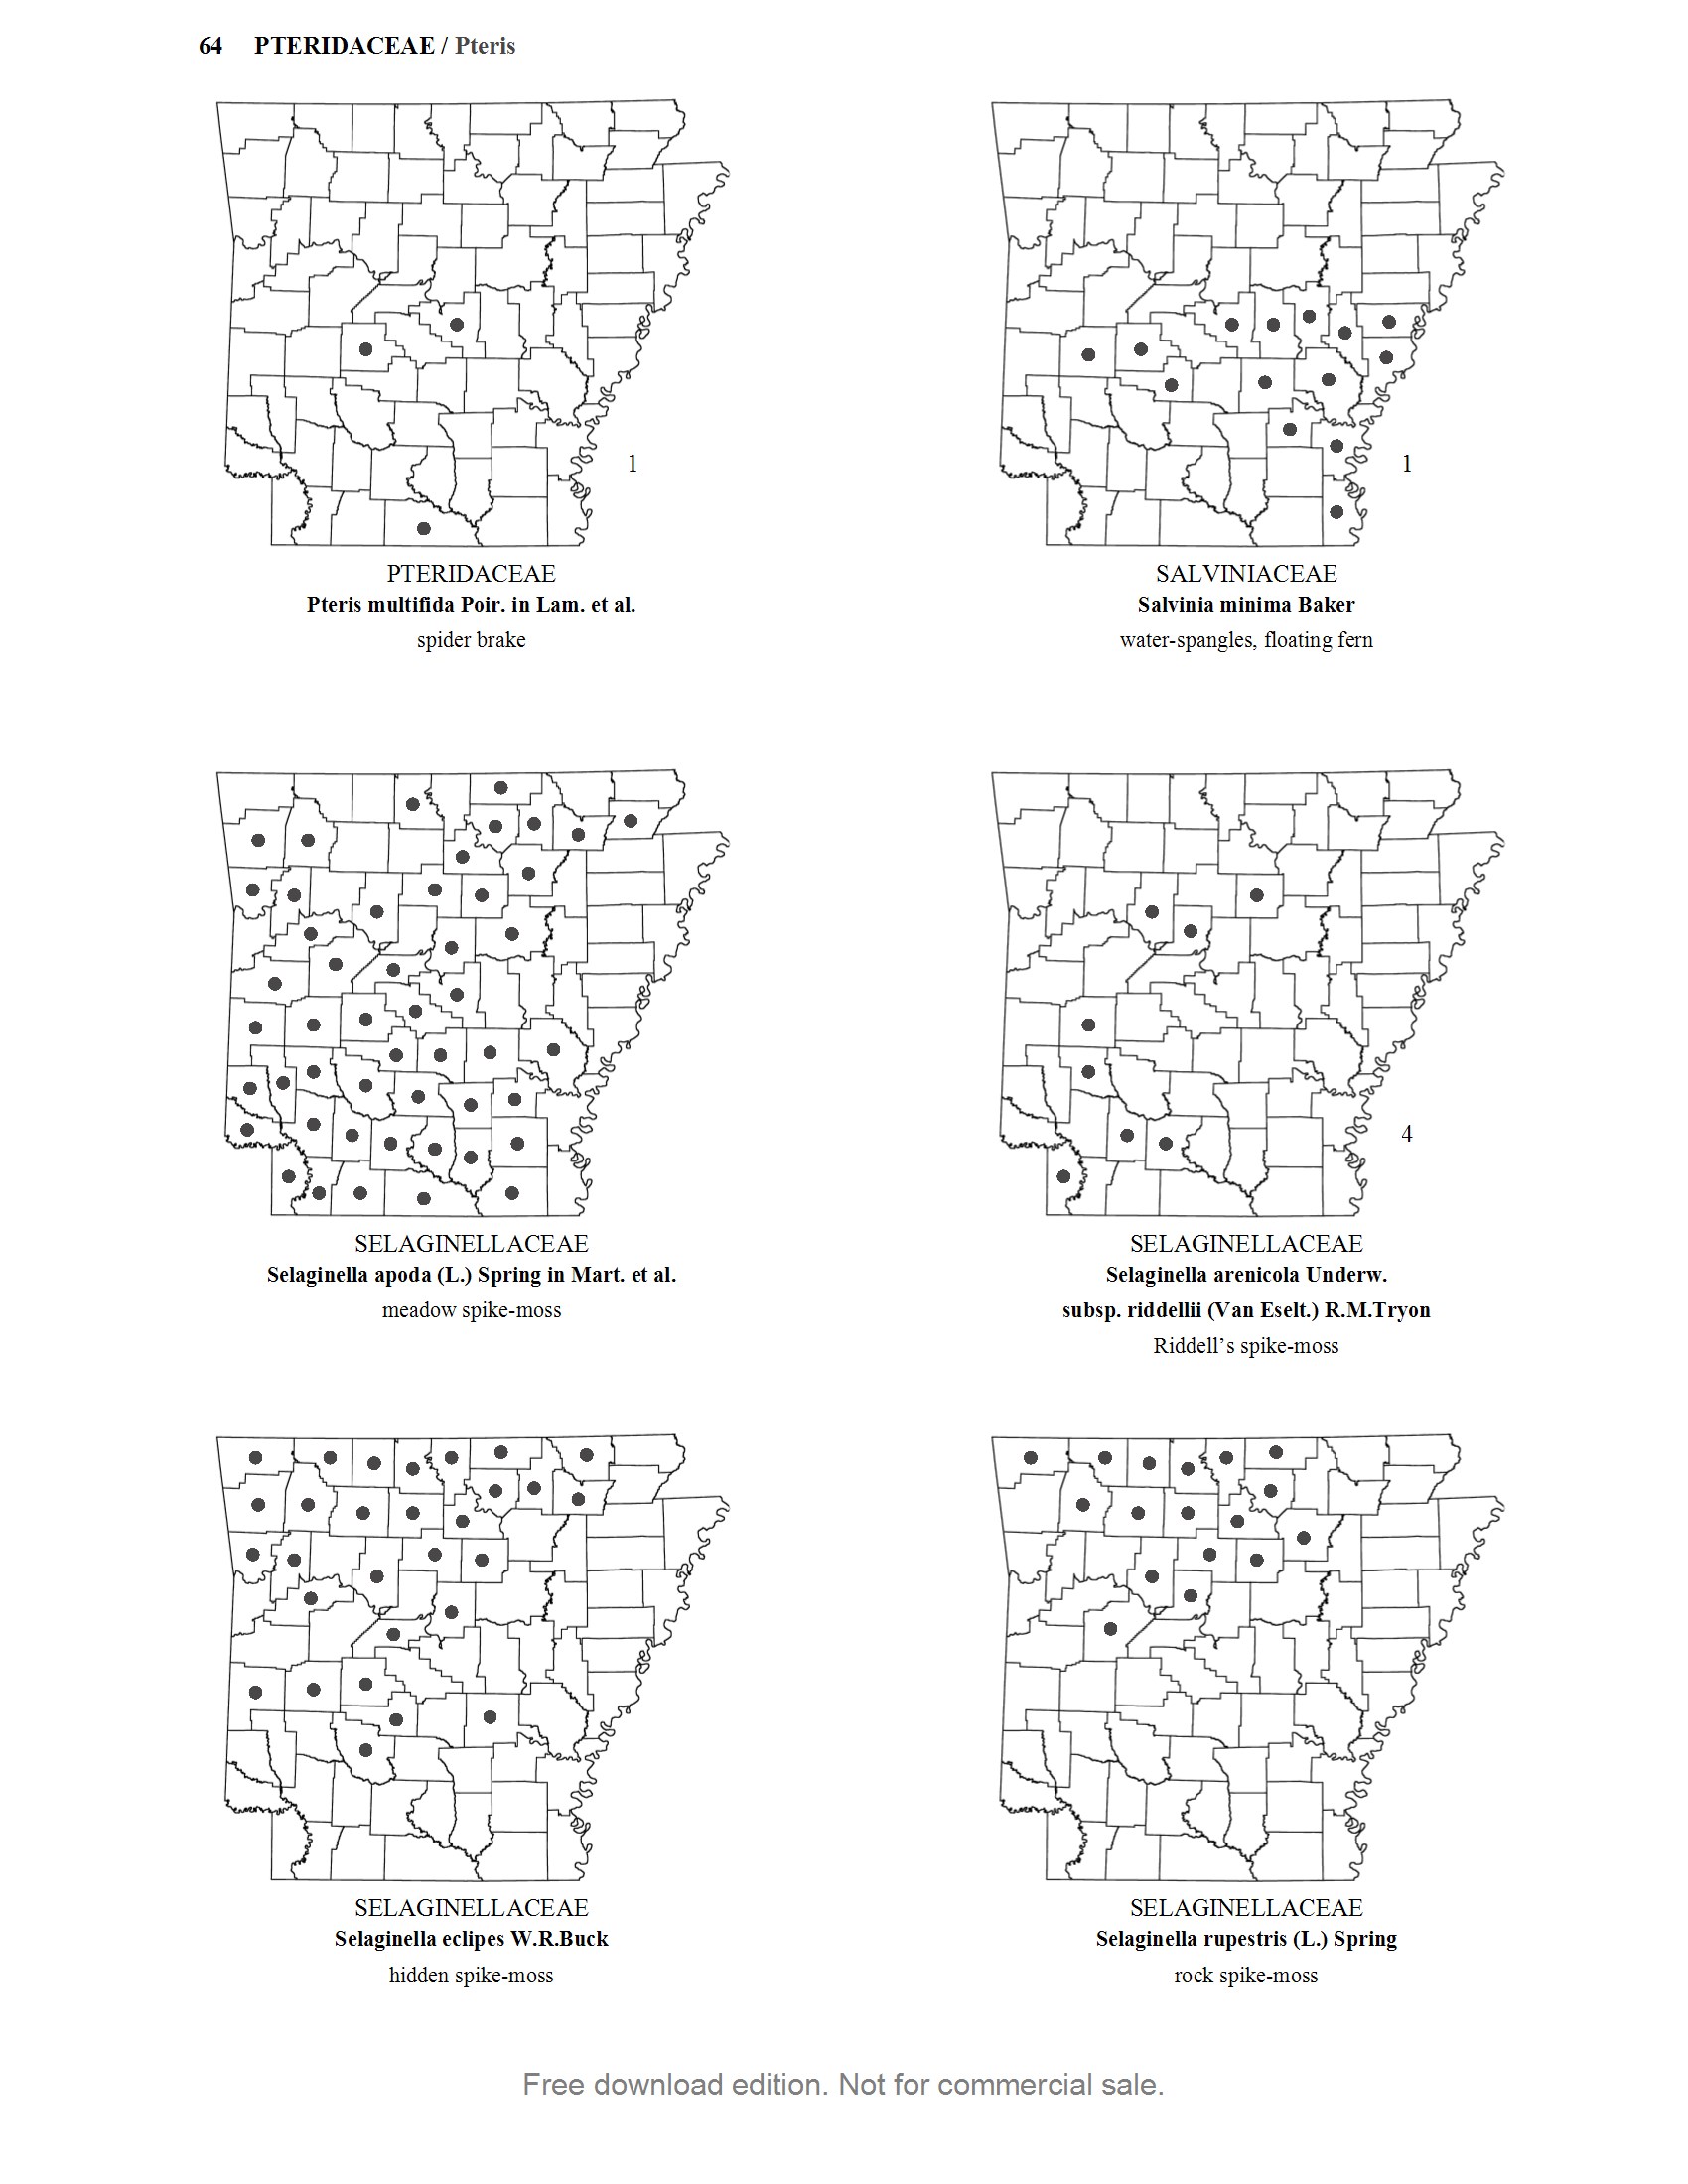 64 PTERIDACEAE / Pteris
1
PTERIDACEAE
Pteris multifida Poir. in Lam. et al.
spider brake
1
SALVINIACEAE
Salvinia minima Baker
water-spangles, floating fern
SELAGINELLACEAE
Selaginella apoda (L.) Spring in Mart. et al.
meadow spike-moss
4
SELAGINELLACEAE
Selaginella arenicola Underw.
subsp. riddellii (Van Eselt.) R.M.Tryon
Riddell’s spike-moss
SELAGINELLACEAE
Selaginella eclipes W.R.Buck
hidden spike-moss
SELAGINELLACEAE
Selaginella rupestris (L.) Spring
rock spike-moss
Free download edition. Not for commercial sale.